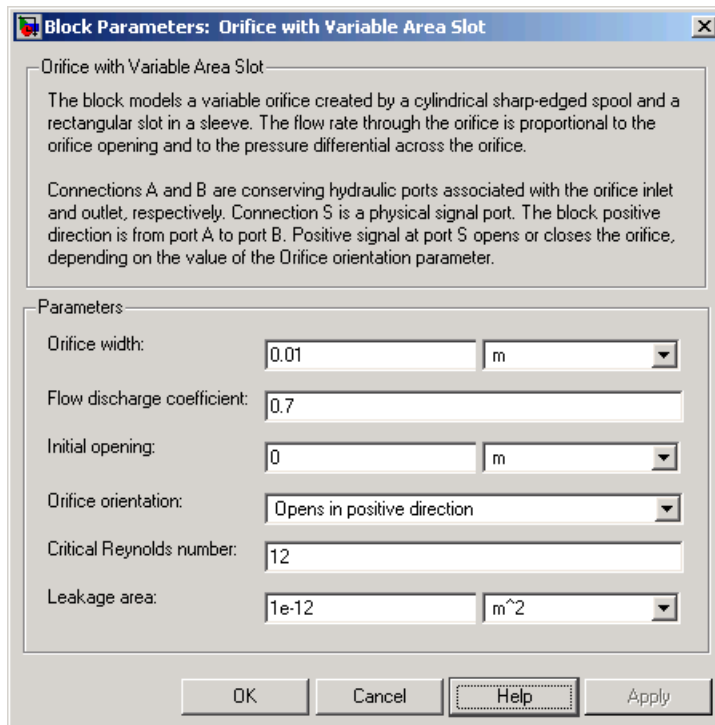 Block Parameters: Orifice with Variable Area Slot
Orifice with Variable Area Slot
The block models a variable orifice created by a cylindrical sharp-edged spool and a
rectangular slot in a sleeve. The flow rate through the orifice is proportional to the
orifice opening and to the pressure differential across the orifice.
Connections A and B are conserving hydraulic ports associated with the orifice inlet
and outlet, respectively. Connection S is a physical signal port. The block positive
direction is from port A to port B. Positive signal at port S opens or closes the orifice,
depending on the value of the Orifice orientation parameter.
Parameters
Orifice width: 0.01 m
Flow discharge coefficient: 0.7
Initial opening: 0 m
Orifice orientation: Opens in positive direction
Critical Reynolds number: 12
Leakage area: 1e-12 m^2
OK Cancel Help Apply